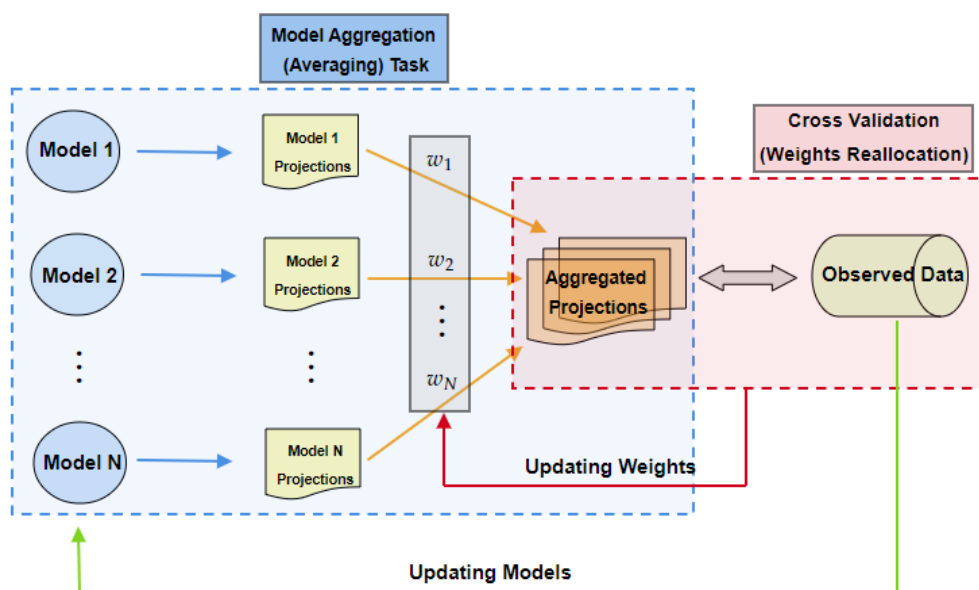 Model Aggregation
(Averaging) Task
Cross Validation
(Weights Reallocation)
Model 1
Model 1
Projections
w1
Model 2
Model 2
Projections
w2
Aggregated
Projections
Observed Data
⋮
⋮
⋮
wN
Model N
Model N
Projections
Updating Weights
Updating Models